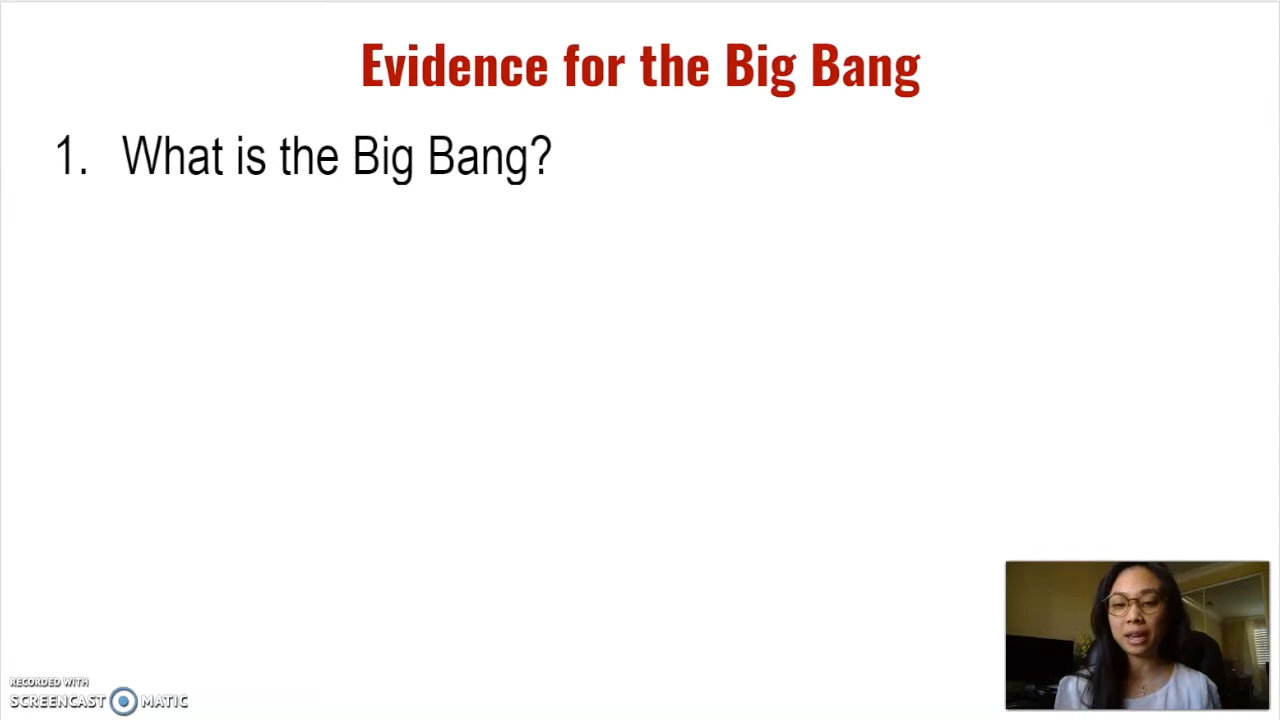 Evidence for the Big Bang
1. What is the Big Bang?
RECORDED WITH
SCREENCAST MATIC